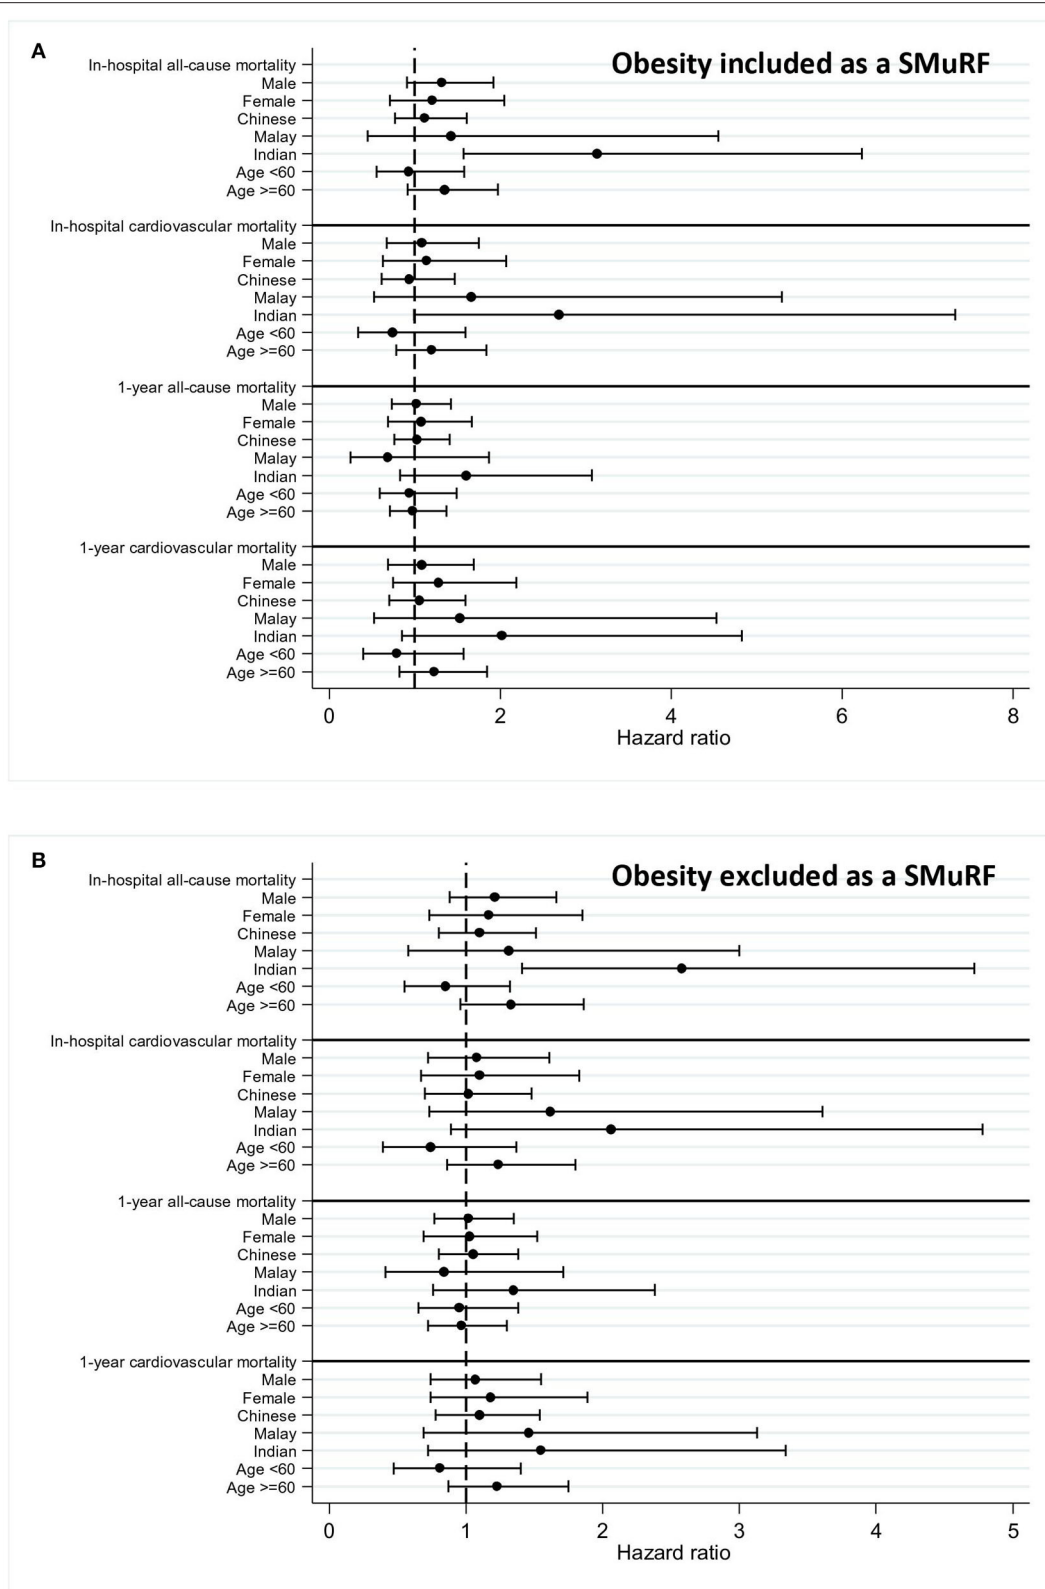 A
Obesity included as a SMuRF
In-hospital all-cause mortality
Male
Female
Chinese
Malay
Indian
Age <60
Age >=60
In-hospital cardiovascular mortality
Male
Female
Chinese
Malay
Indian
Age <60
Age >=60
1-year all-cause mortality
Male
Female
Chinese
Malay
Indian
Age <60
Age >=60
1-year cardiovascular mortality
Male
Female
Chinese
Malay
Indian
Age <60
Age >=60
0 2 4 6 8
Hazard ratio
B
Obesity excluded as a SMuRF
In-hospital all-cause mortality
Male
Female
Chinese
Malay
Indian
Age <60
Age >=60
In-hospital cardiovascular mortality
Male
Female
Chinese
Malay
Indian
Age <60
Age >=60
1-year all-cause mortality
Male
Female
Chinese
Malay
Indian
Age <60
Age >=60
1-year cardiovascular mortality
Male
Female
Chinese
Malay
Indian
Age <60
Age >=60
0 1 2 3 4 5
Hazard ratio